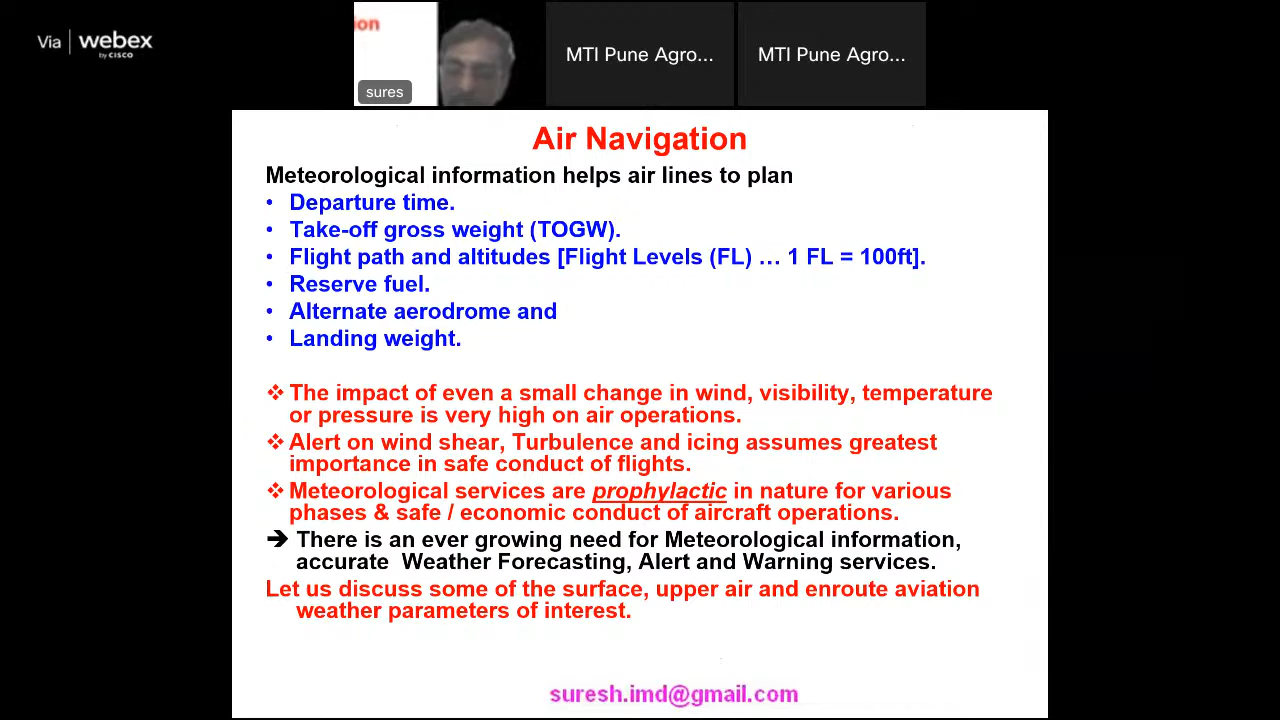 Via webex
by CISCO
ion
sures
MTI Pune Agro...
MTI Pune Agro...
Air Navigation
Meteorological information helps air lines to plan
• Departure time.
• Take-off gross weight (TOGW).
• Flight path and altitudes [Flight Levels (FL) … 1 FL = 100ft].
• Reserve fuel.
• Alternate aerodrome and
• Landing weight.
❖ The impact of even a small change in wind, visibility, temperature
or pressure is very high on air operations.
❖ Alert on wind shear, Turbulence and icing assumes greatest
importance in safe conduct of flights.
❖ Meteorological services are prophylactic in nature for various
phases & safe / economic conduct of aircraft operations.
➔ There is an ever growing need for Meteorological information,
accurate Weather Forecasting, Alert and Warning services.
Let us discuss some of the surface, upper air and enroute aviation
weather parameters of interest.
suresh.imd@gmail.com